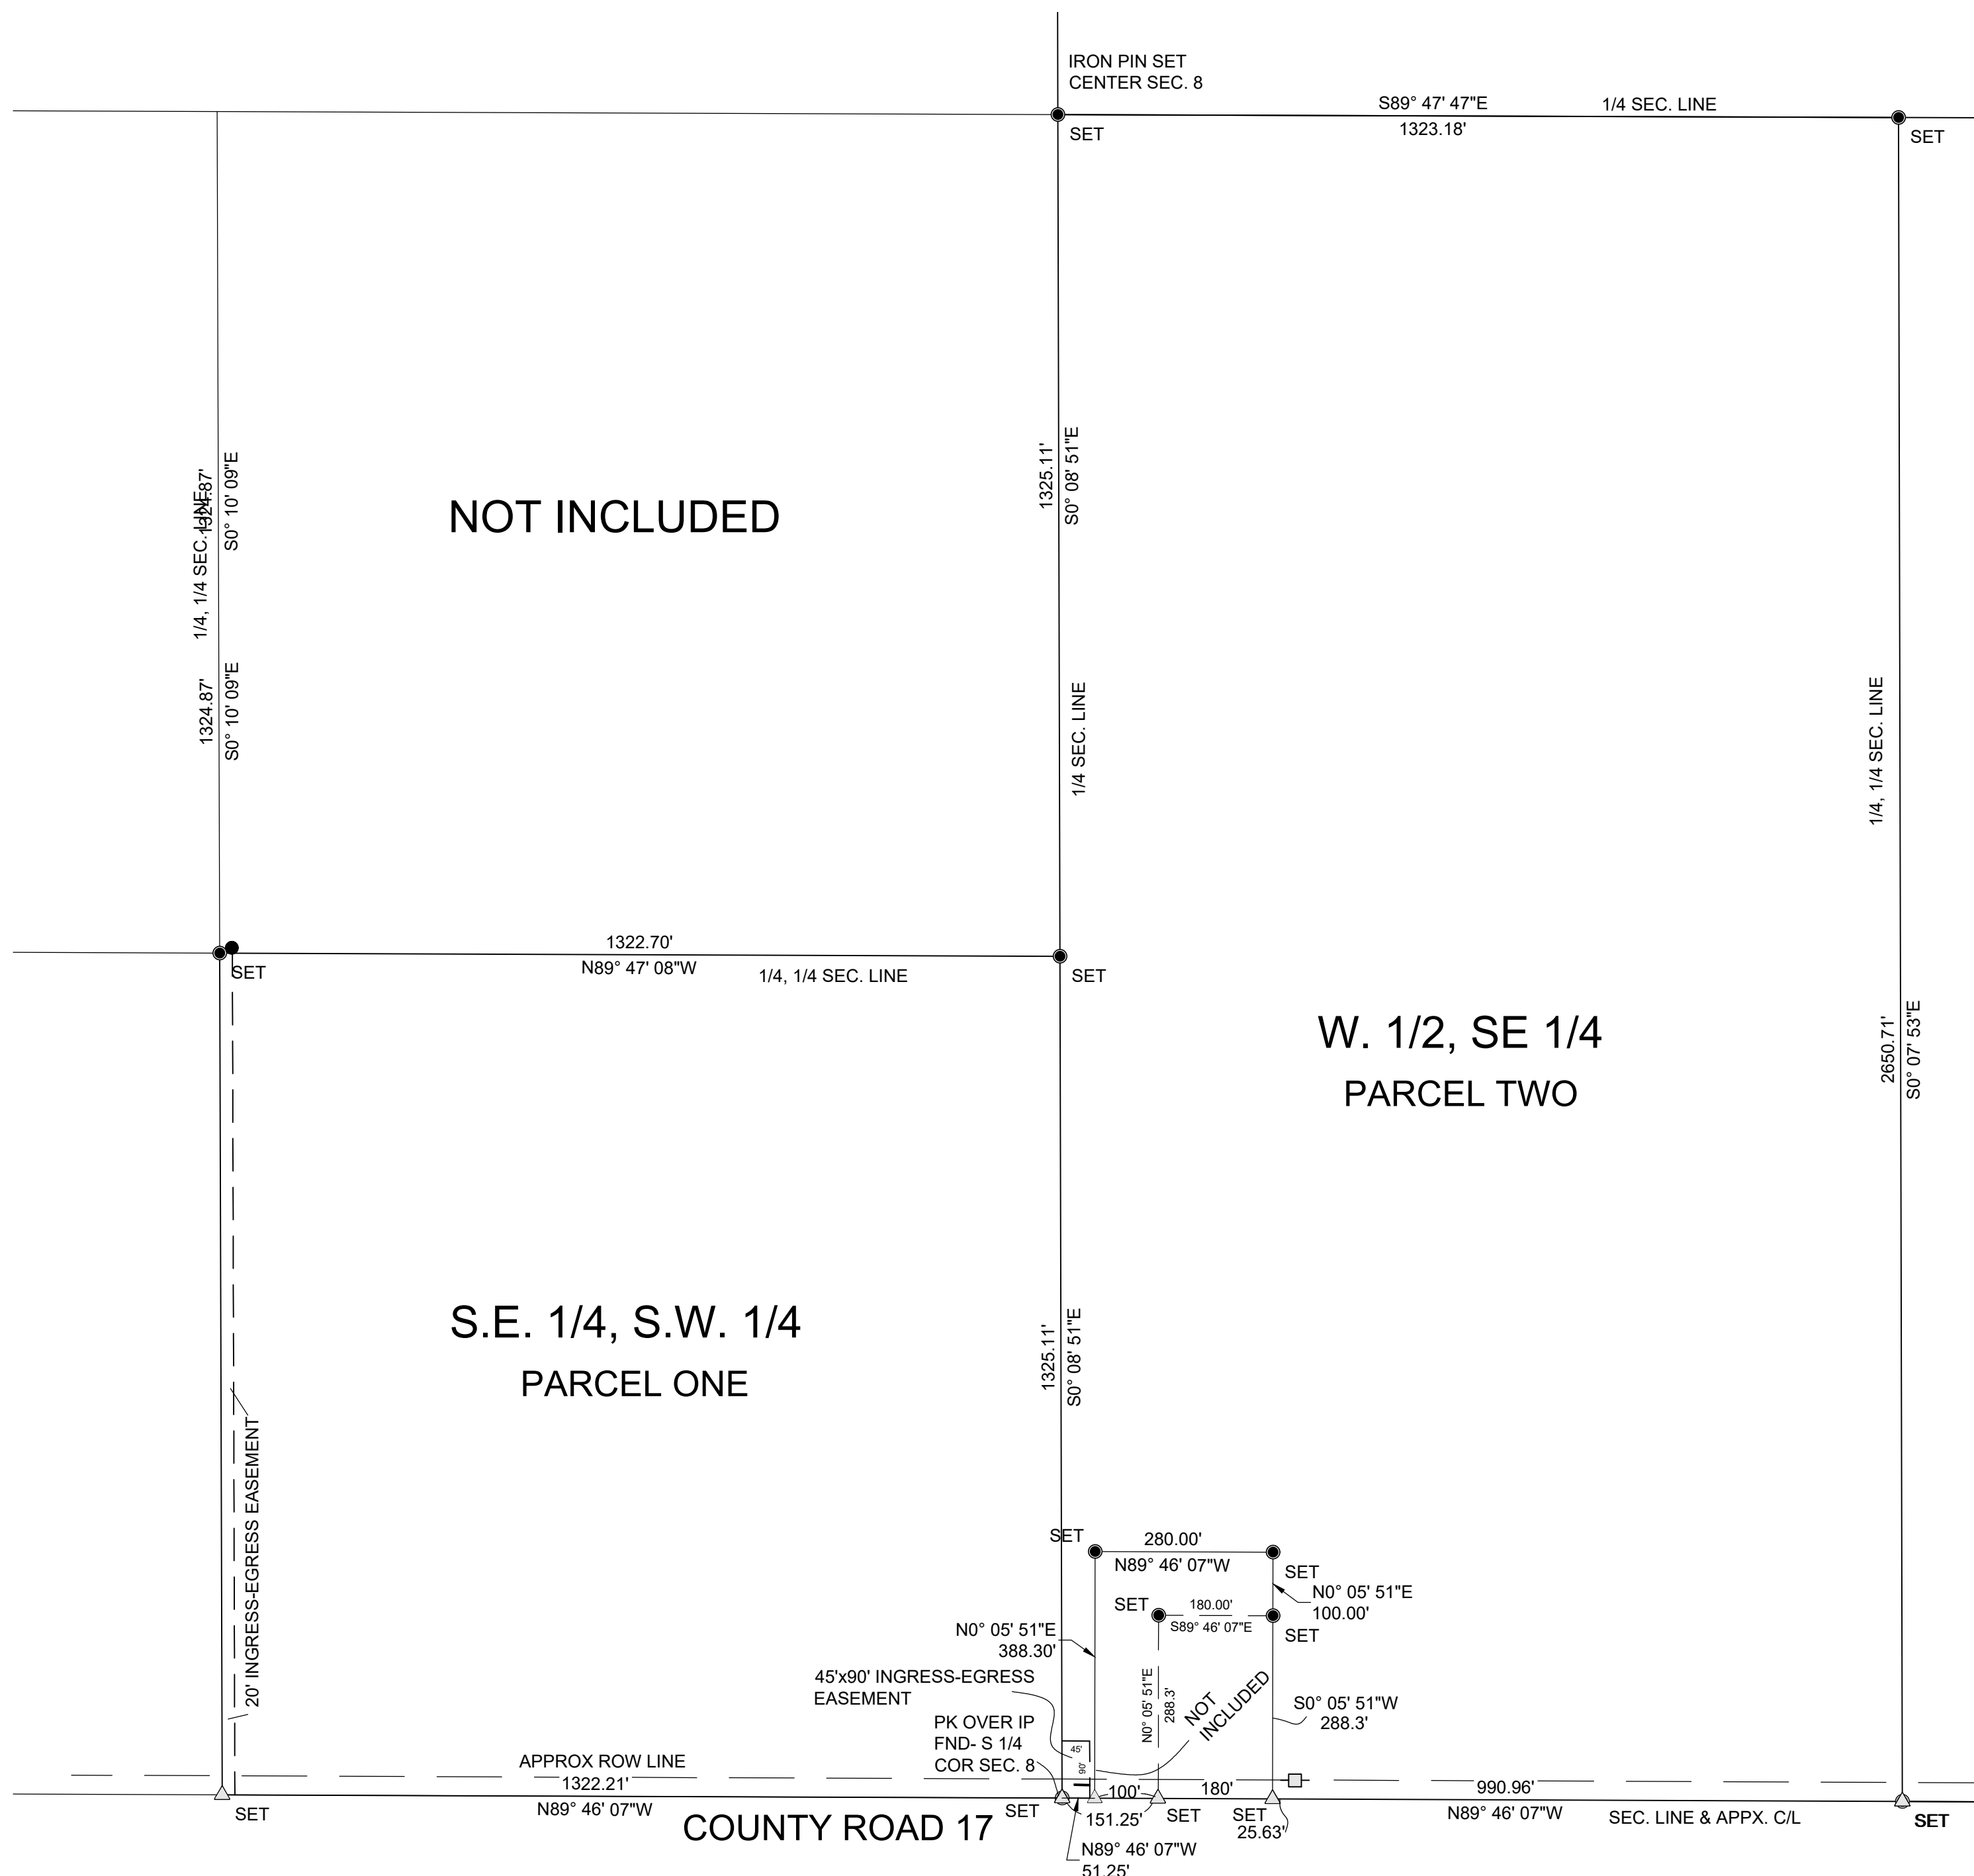 IRON PIN SET
CENTER SEC. 8
S89° 47' 47"E
1/4 SEC. LINE
1323.18'
SET
SET
1324.87'
S0° 10' 09"E
1/4, 1/4 SEC. LINE
1324.87'
S0° 10' 09"E
NOT INCLUDED
1325.11'
S0° 08' 51"E
1/4 SEC. LINE
1/4, 1/4 SEC. LINE
1322.70'
N89° 47' 08"W
1/4, 1/4 SEC. LINE
SET
SET
W. 1/2, SE 1/4
PARCEL TWO
2650.71'
S0° 07' 53"E
S.E. 1/4, S.W. 1/4
PARCEL ONE
1325.11'
S0° 08' 51"E
20' INGRESS-EGRESS EASEMENT
SET
280.00'
N89° 46' 07"W
SET
N0° 05' 51"E
100.00'
SET
180.00'
S89° 46' 07"E
SET
N0° 05' 51"E
388.30'
45'x90' INGRESS-EGRESS
EASEMENT
N0° 05' 51"E
288.3'
NOT
INCLUDED
S0° 05' 51"W
288.3'
PK OVER IP
FND- S 1/4
COR SEC. 8
45'
90'
APPROX ROW LINE
1322.21'
N89° 46' 07"W
SET
COUNTY ROAD 17
SET
100'
180'
151.25'
SET
SET
25.63'
990.96'
N89° 46' 07"W
SEC. LINE & APPX. C/L
SET
N89° 46' 07"W
51.25'